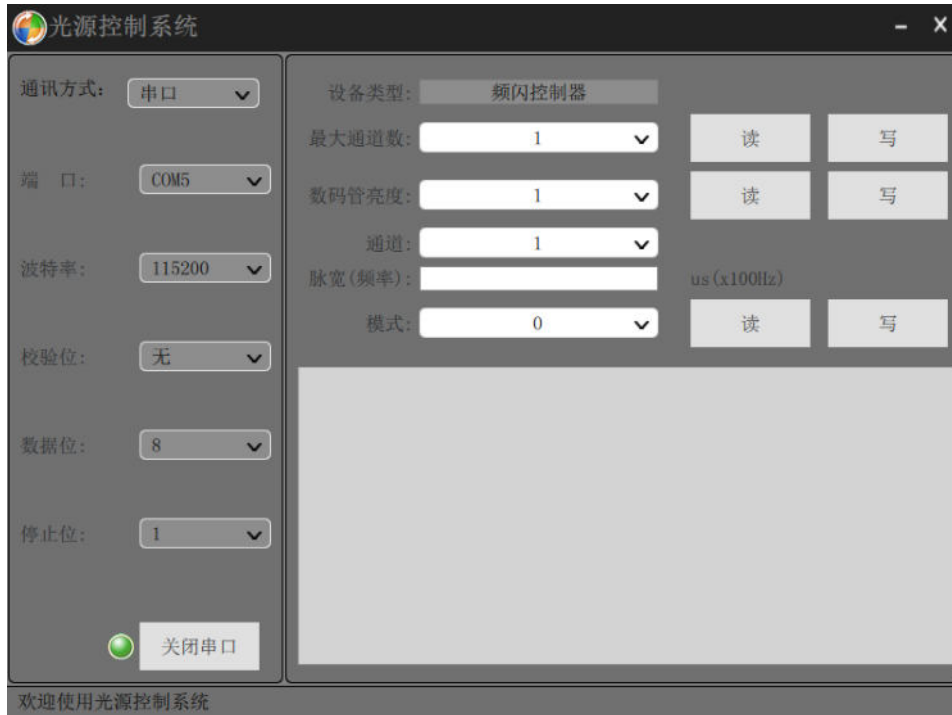 光源控制系统
通讯方式: 串口
端 口: COM5
波特率: 115200
校验位: 无
数据位: 8
停止位: 1
关闭串口
设备类型: 频闪控制器
最大通道数: 1 读 写
数码管亮度: 1 读 写
通道: 1
脉宽(频率): us(x100Hz)
模式: 0 读 写
欢迎使用光源控制系统